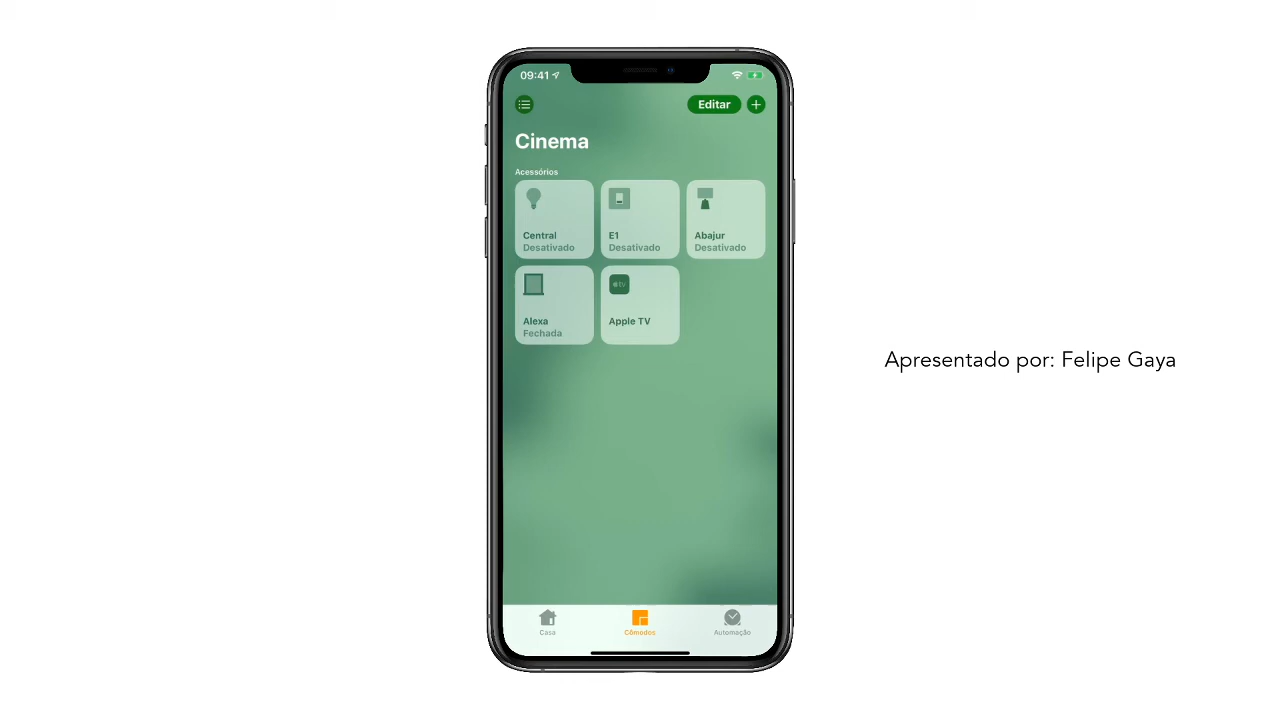 09:41
Editar
Cinema
Acessórios
Central
Desativado
E1
Desativado
Abajur
Desativado
Alexa
Fechada
tv
Apple TV
Apresentado por: Felipe Gaya
Casa
Cômodos
Automação